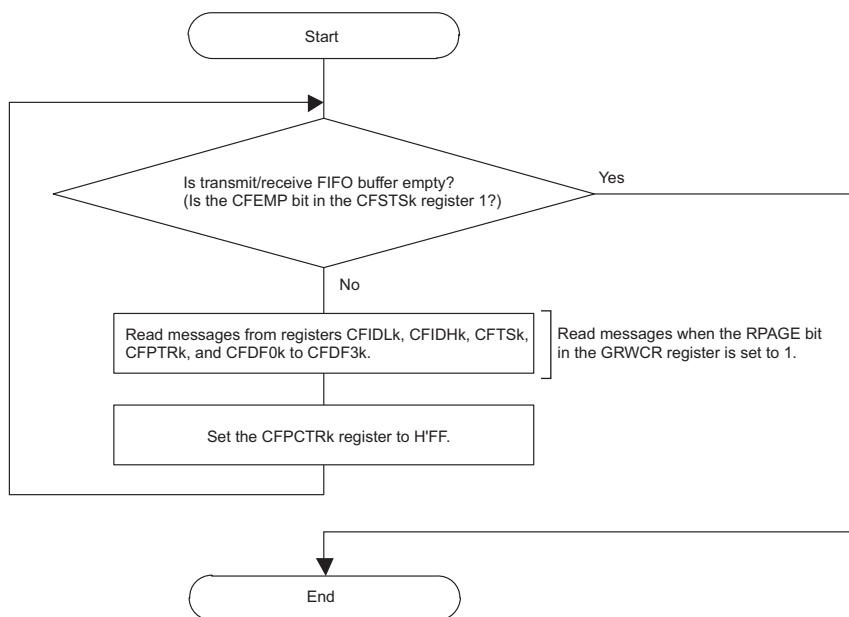 Start
Is transmit/receive FIFO buffer empty?
(Is the CFEMP bit in the CFSTSk register 1?)
Yes
No
Read messages from registers CFIDLk, CFIDHk, CFTSk,
CFPTRk, and CFDF0k to CFDF3k.
Read messages when the RPAGE bit
in the GRWCR register is set to 1.
Set the CFPCTRk register to H'FF.
End